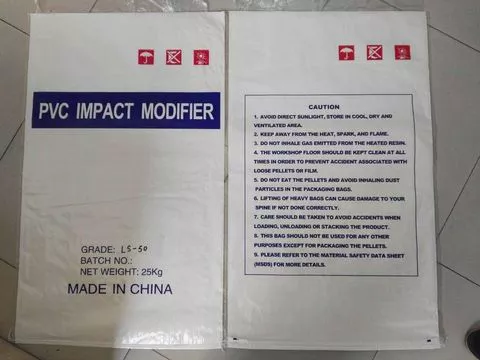 PVC IMPACT MODIFIER
GRADE: LS-50
BATCH NO.:
NET WEIGHT: 25Kg
MADE IN CHINA
CAUTION
1. AVOID DIRECT SUNLIGHT, STORE IN COOL, DRY AND
VENTILATED AREA.
2. KEEP AWAY FROM THE HEAT, SPARK, AND FLAME.
3. DO NOT INHALE GAS EMITTED FROM THE HEATED RESIN.
4. THE WORKSHOP FLOOR SHOULD BE KEPT CLEAN AT ALL
TIMES IN ORDER TO PREVENT ACCIDENT ASSOCIATED WITH
LOOSE PELLETS OR FILM.
5. DO NOT EAT THE PELLETS AND AVOID INHALING DUST
PARTICLES IN THE PACKAGING BAGS.
6. LIFTING OF HEAVY BAGS CAN CAUSE DAMAGE TO YOUR
SPINE IF NOT DONE CORRECTLY.
7. CARE SHOULD BE TAKEN TO AVOID ACCIDENTS WHEN
LOADING, UNLOADING OR STACKING THE PRODUCT.
8. THIS BAG SHOULD NOT BE USED FOR ANY OTHER
PURPOSES EXCEPT FOR PACKAGING THE PELLETS.
9. PLEASE REFER TO THE MATERIAL SAFETY DATA SHEET
(MSDS) FOR MORE DETAILS.